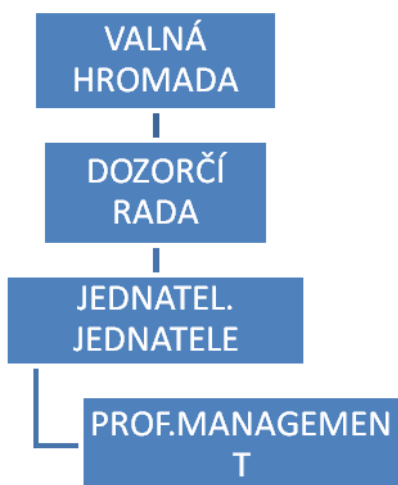 VALNÁ
HROMADA
DOZORČÍ
RADA
JEDNATEL.
JEDNATELE
PROF.MANAGEMEN
T